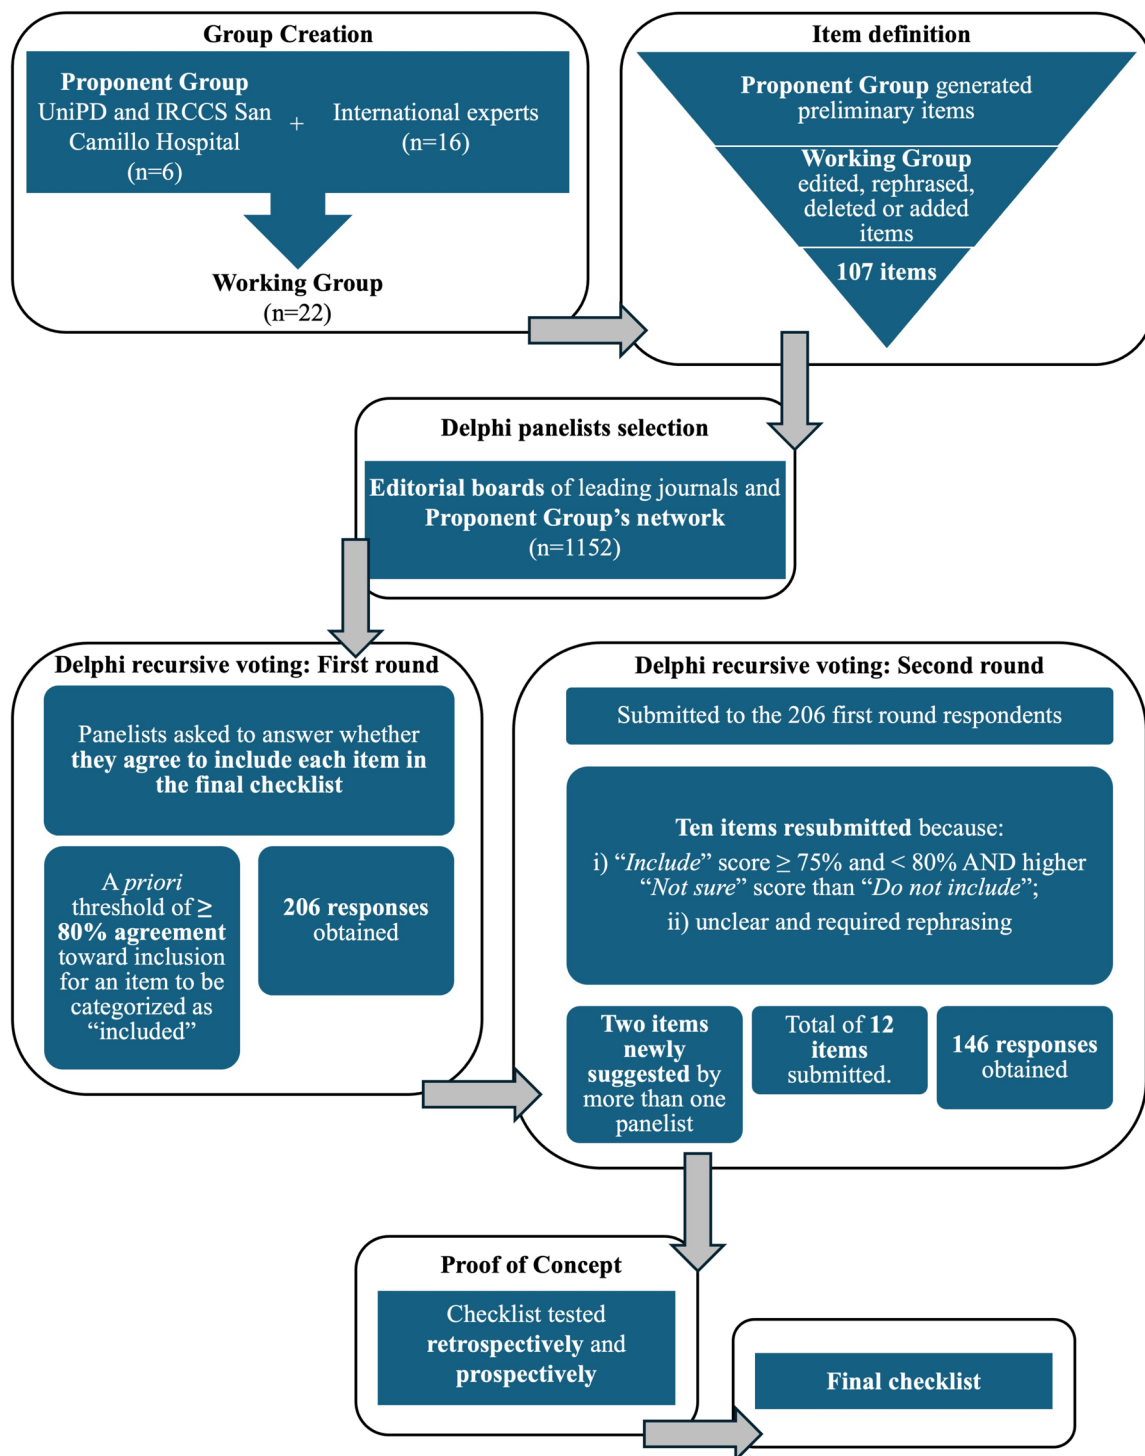 Group Creation
Proponent Group
UniPD and IRCCS San
Camillo Hospital
(n=6)
+
International experts
(n=16)
Working Group
(n=22)
Item definition
Proponent Group generated
preliminary items
Working Group
edited, rephrased,
deleted or added
items
107 items
Delphi panelists selection
Editorial boards of leading journals and
Proponent Group's network
(n=1152)
Delphi recursive voting: First round
Panelists asked to answer whether
they agree to include each item in
the final checklist
A priori
threshold of ≥
80% agreement
toward inclusion
for an item to be
categorized as
“included”
206 responses
obtained
Delphi recursive voting: Second round
Submitted to the 206 first round respondents
Ten items resubmitted because:
i) “Include” score ≥ 75% and < 80% AND higher
“Not sure” score than “Do not include”;
ii) unclear and required rephrasing
Two items
newly
suggested by
more than one
panelist
Total of 12
items
submitted.
146 responses
obtained
Proof of Concept
Checklist tested
retrospectively and
prospectively
Final checklist